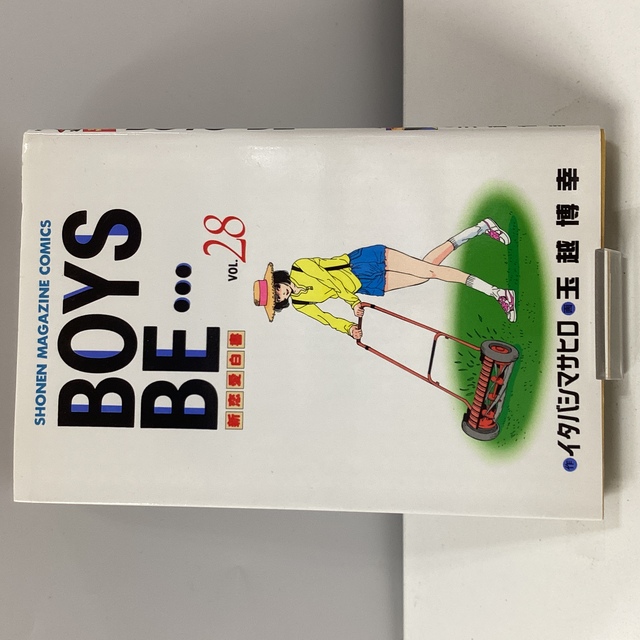 SHONEN MAGAZINE COMICS
BOYS
BE...
新恋愛白書
VOL.28
作 イタバシマサヒロ 画 玉越博幸